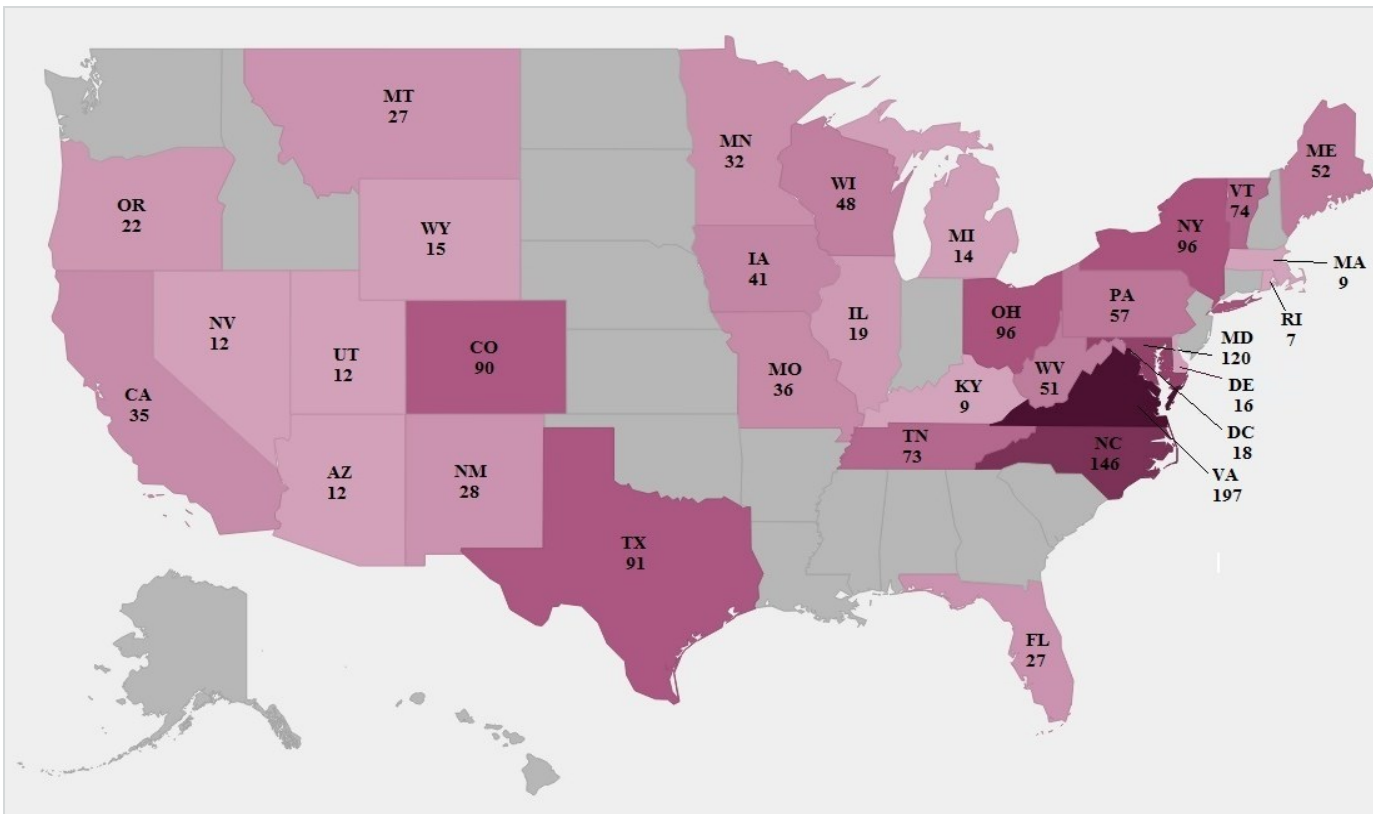 MT
27
MN
32
ME
52
WI
48
VT
74
OR
22
NY
96
WY
15
MI
14
MA
9
IA
41
PA
57
OH
96
IL
19
RI
7
NV
12
MD
120
UT
12
CO
90
WV
51
MO
36
KY
9
DE
16
CA
35
DC
18
TN
73
NC
146
AZ
12
NM
28
VA
197
TX
91
FL
27